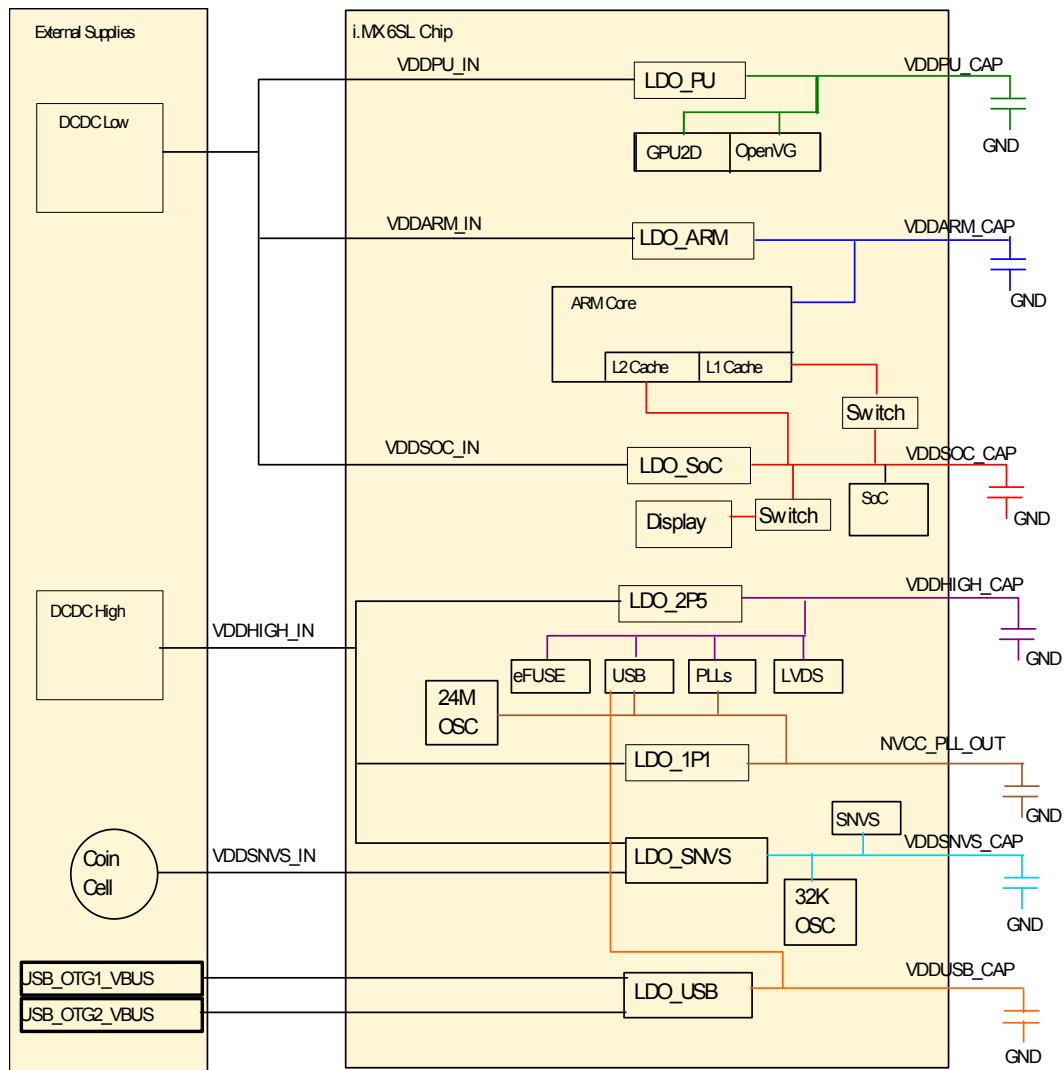 External Supplies
i.MX6SL Chip
VDDPU_IN
LDO_PU
VDDPU_CAP
DCDC Low
GPU2D
OpenVG
GND
VDDARM_IN
LDO_ARM
VDDARM_CAP
GND
ARM Core
L2 Cache
L1 Cache
Switch
VDDSOC_IN
LDO_SoC
VDDSOC_CAP
SoC
Display
Switch
GND
DCDC High
LDO_2P5
VDDHIGH_CAP
VDDHIGH_IN
GND
eFUSE
USB
PLLs
LVDS
24M
OSC
LDO_1P1
NVCC_PLL_OUT
GND
SNVS
Coin
Cell
VDDSNVS_IN
LDO_SNVS
VDDSNVS_CAP
32K
OSC
GND
USB_OTG1_VBUS
USB_OTG2_VBUS
LDO_USB
VDDUSB_CAP
GND